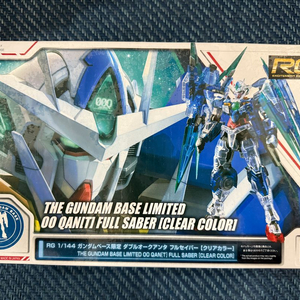 RG
THE GUNDAM BASE LIMITED
OO QAN[T] FULL SABER [CLEAR COLOR]
RG 1/144 ガンダムベース限定 ダブルオークアンタ フルセイバー [クリアカラー]
THE GUNDAM BASE LIMITED OO QAN[T] FULL SABER [CLEAR COLOR]